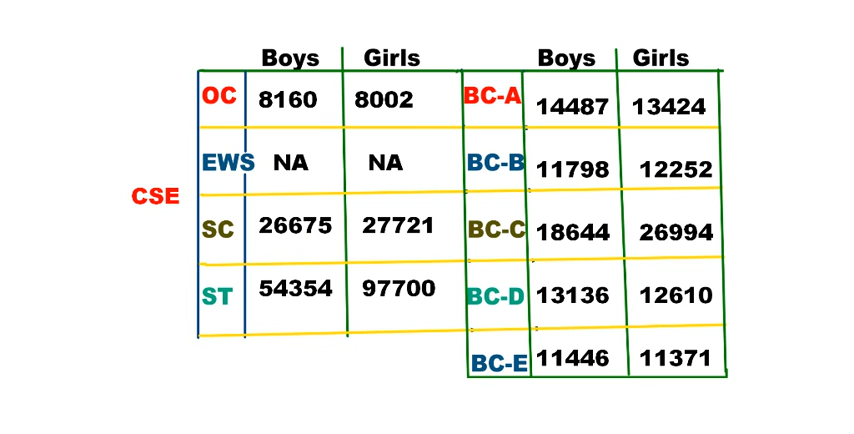 Boys Girls Boys Girls
OC 8160 8002 BC-A 14487 13424
EWS NA NA BC-B 11798 12252
CSE
SC 26675 27721 BC-C 18644 26994
ST 54354 97700 BC-D 13136 12610
BC-E 11446 11371